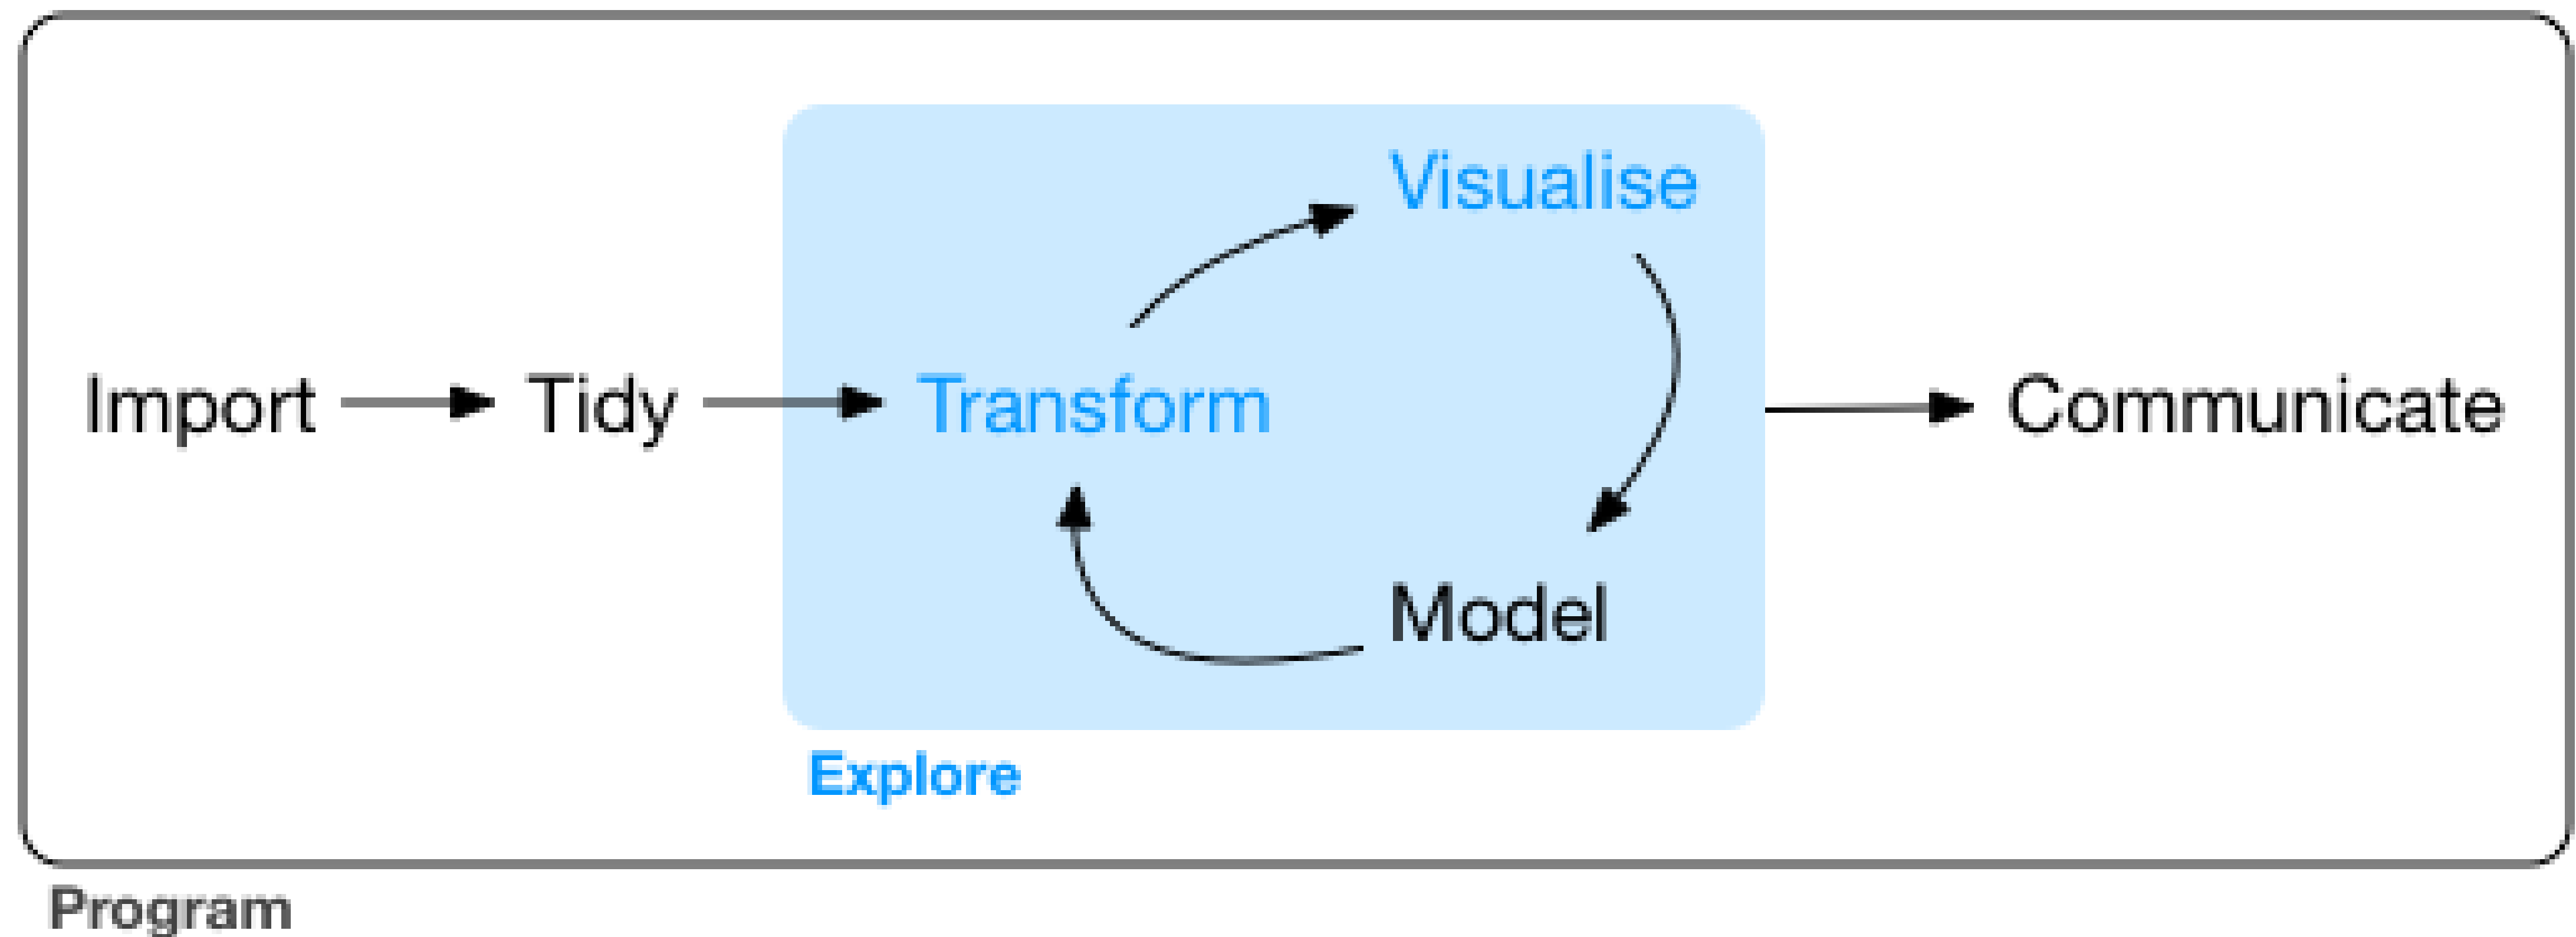 Visualise
Import Tidy Transform Communicate
Model
Explore
Program